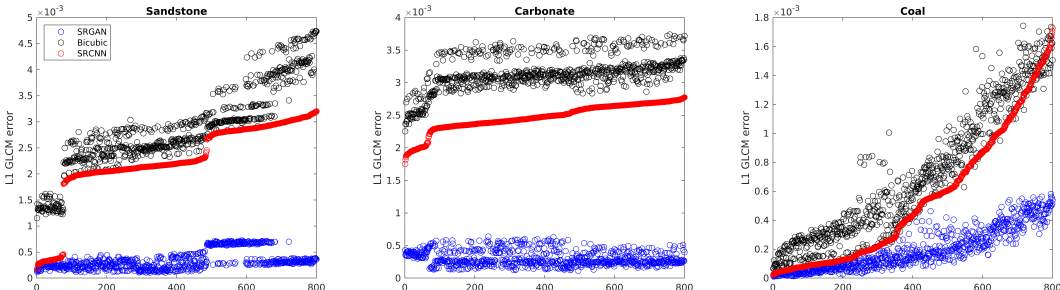 Sandstone
×10⁻³
L1 GLCM error
5
4.5
4
3.5
3
2.5
2
1.5
1
0.5
0
SRGAN
Bicubic
SRCNN
0 200 400 600 800
Carbonate
×10⁻³
L1 GLCM error
4
3.5
3
2.5
2
1.5
1
0.5
0
0 200 400 600 800
Coal
×10⁻³
L1 GLCM error
1.8
1.6
1.4
1.2
1
0.8
0.6
0.4
0.2
0
0 200 400 600 800